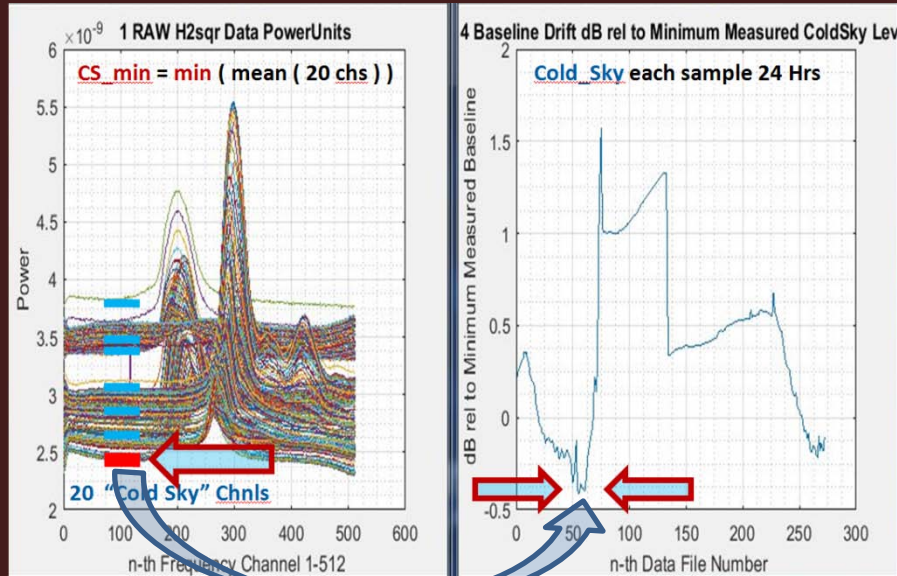 1 RAW H2sqr Data PowerUnits
×10⁻⁹
CS_min = min ( mean ( 20 chs ) )
6
5.5
5
4.5
4
3.5
3
2.5
2
Power
20 “Cold Sky” Chnls
0 100 200 300 400 500 600
n-th Frequency Channel 1-512
4 Baseline Drift dB rel to Minimum Measured ColdSky Lev
Cold_Sky each sample 24 Hrs
2
1.5
1
0.5
0
-0.5
dB rel to Minimum Measured Baseline
0 50 100 150 200 250 300
n-th Data File Number